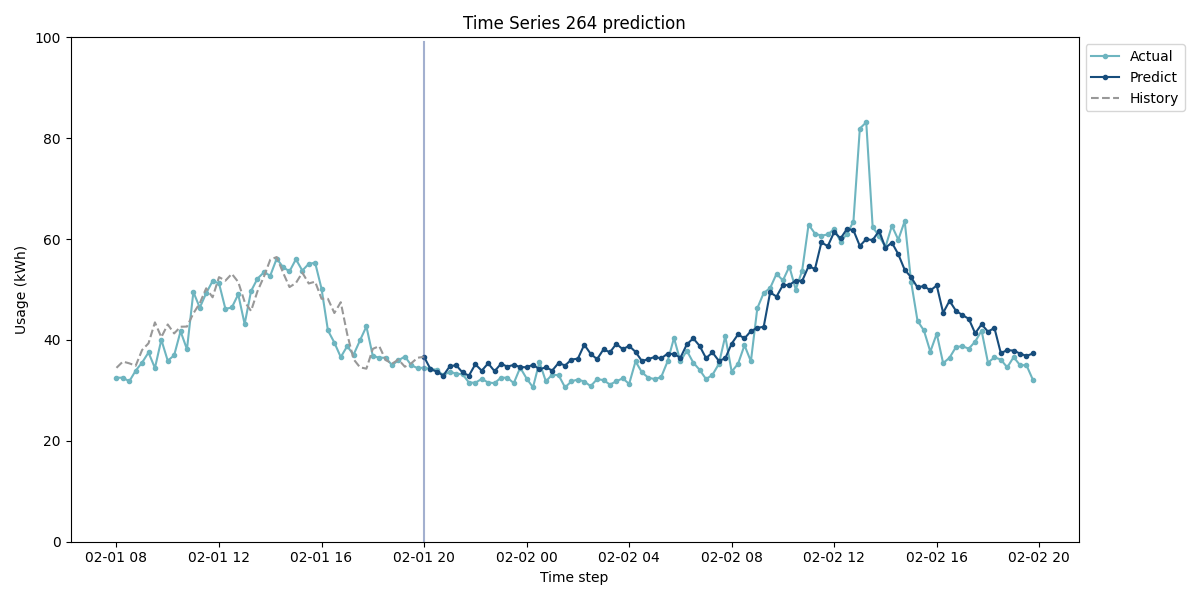 Time Series 264 prediction
Usage (kWh)
100
80
60
40
20
0
02-01 08
02-01 12
02-01 16
02-01 20
02-02 00
02-02 04
02-02 08
02-02 12
02-02 16
02-02 20
Time step
Actual
Predict
History